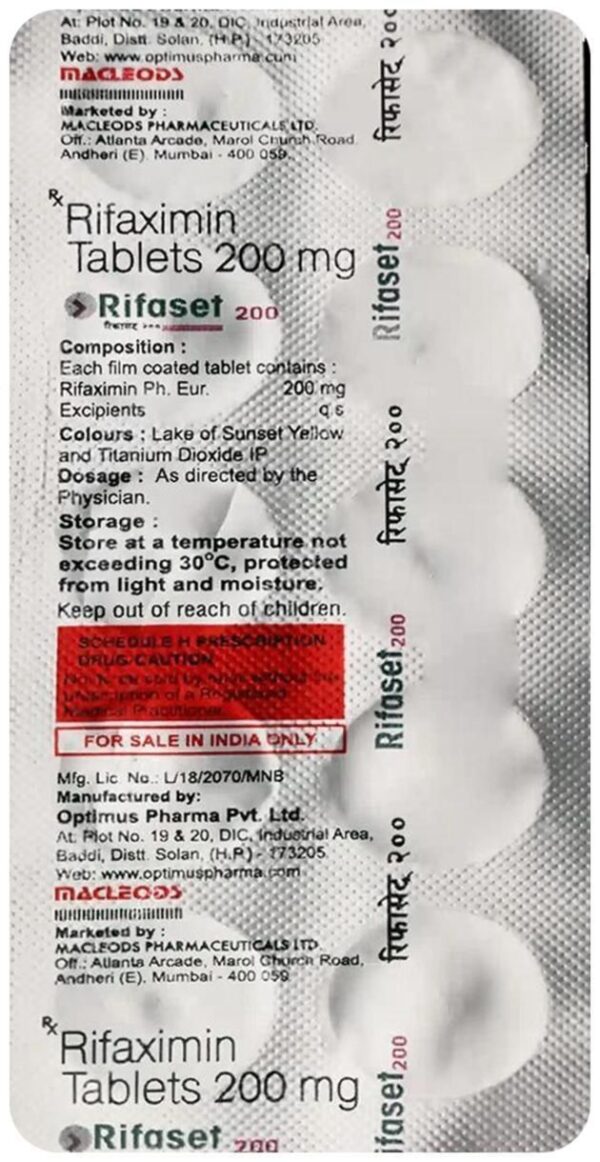 At: Plot No. 19 & 20, DIC, Industrial Area,
Baddi, Distt. Solan, (H.P.) - 173205
Web: www.optimuspharma.com
MACLEODS
Marketed by :
MACLEODS PHARMACEUTICALS LTD.
Off.: Atlanta Arcade, Marol Church Road,
Andheri (E), Mumbai - 400 059.
Rx
Rifaximin
Tablets 200 mg
Rifaset 200
रिफासेट २००
Composition :
Each film coated tablet contains :
Rifaximin Ph. Eur. 200 mg
Excipients q.s
Colours : Lake of Sunset Yellow
and Titanium Dioxide IP
Dosage : As directed by the
Physician.
Storage :
Store at a temperature not
exceeding 30°C, protected
from light and moisture.
Keep out of reach of children.
SCHEDULE H PRESCRIPTION
DRUG/CAUTION
of a Registered
Medical Practitioner
FOR SALE IN INDIA ONLY
Mfg. Lic. No.: L/18/2070/MNB
Manufactured by:
Optimus Pharma Pvt. Ltd.
At: Plot No. 19 & 20, DIC, Industrial Area,
Baddi, Distt. Solan, (H.P.) - 173205
Web: www.optimuspharma.com
MACLEODS
Marketed by :
MACLEODS PHARMACEUTICALS LTD.
Off.: Atlanta Arcade, Marol Church Road,
Andheri (E), Mumbai - 400 059
Rx
Rifaximin
Tablets 200 mg
Rifaset 200
रिफासेट २००
Rifaset 200
रिफासेट २००
Rifaset 200
रिफासेट २००
ifaset 200